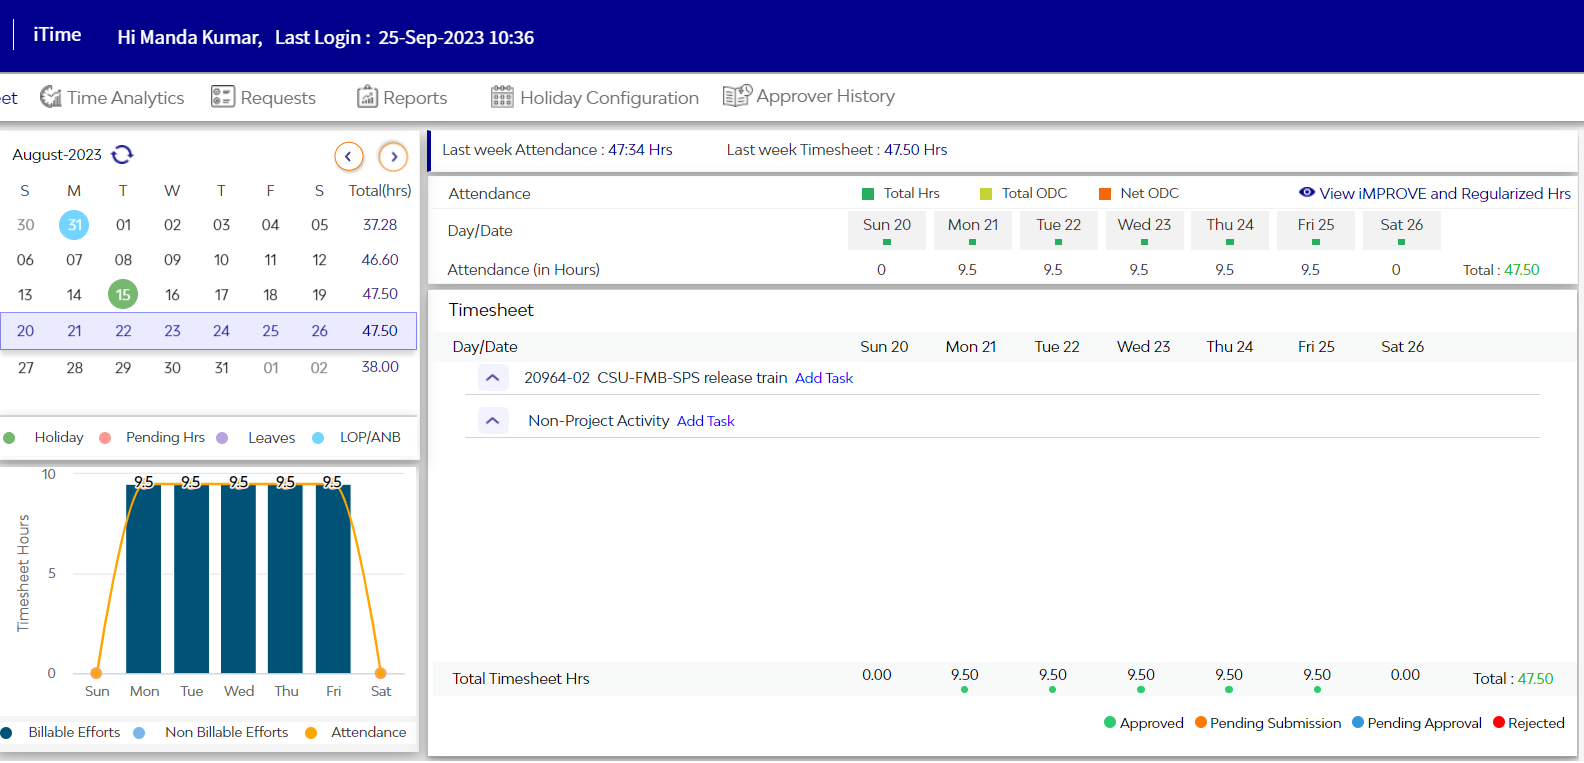 iTime Hi Manda Kumar, Last Login : 25-Sep-2023 10:36
et Time Analytics Requests Reports Holiday Configuration Approver History
August-2023
S M T W T F S Total(hrs)
30 31 01 02 03 04 05 37.28
06 07 08 09 10 11 12 46.60
13 14 15 16 17 18 19 47.50
20 21 22 23 24 25 26 47.50
27 28 29 30 31 01 02 38.00
Holiday Pending Hrs Leaves LOP/ANB
Timesheet Hours
10
5
0
9.5 9.5 9.5 9.5 9.5
Sun Mon Tue Wed Thu Fri Sat
Billable Efforts Non Billable Efforts Attendance
Last week Attendance : 47:34 Hrs Last week Timesheet : 47.50 Hrs
Attendance Total Hrs Total ODC Net ODC View iMPROVE and Regularized Hrs
Day/Date Sun 20 Mon 21 Tue 22 Wed 23 Thu 24 Fri 25 Sat 26
Attendance (in Hours) 0 9.5 9.5 9.5 9.5 9.5 0 Total : 47.50
Timesheet
Day/Date Sun 20 Mon 21 Tue 22 Wed 23 Thu 24 Fri 25 Sat 26
20964-02 CSU-FMB-SPS release train Add Task
Non-Project Activity Add Task
Total Timesheet Hrs 0.00 9.50 9.50 9.50 9.50 9.50 0.00 Total : 47.50
Approved Pending Submission Pending Approval Rejected